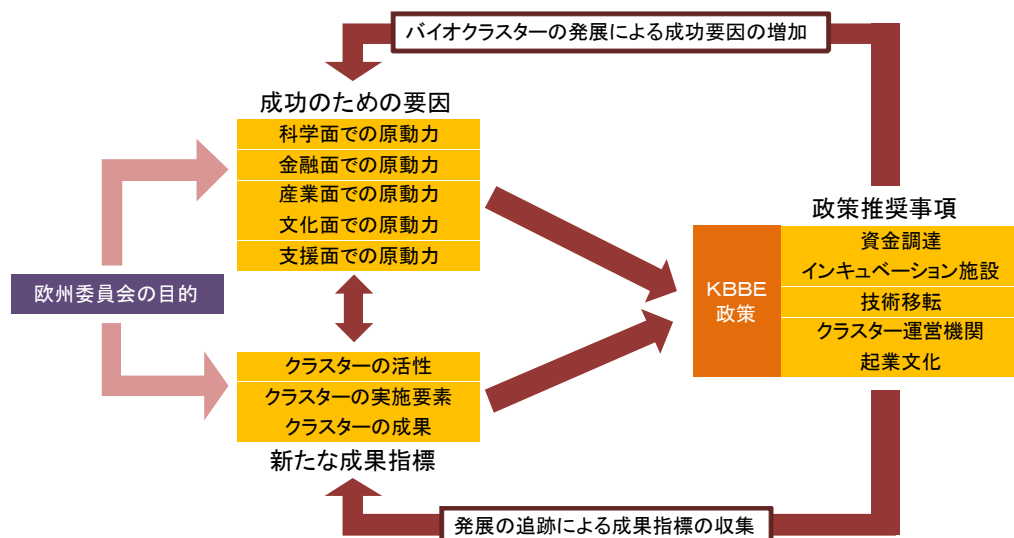 バイオクラスターの発展による成功要因の増加
成功のための要因
科学面での原動力
金融面での原動力
産業面での原動力
文化面での原動力
支援面での原動力
欧州委員会の目的
クラスターの活性
クラスターの実施要素
クラスターの成果
新たな成果指標
KBBE
政策
政策推奨事項
資金調達
インキュベーション施設
技術移転
クラスター運営機関
起業文化
発展の追跡による成果指標の収集